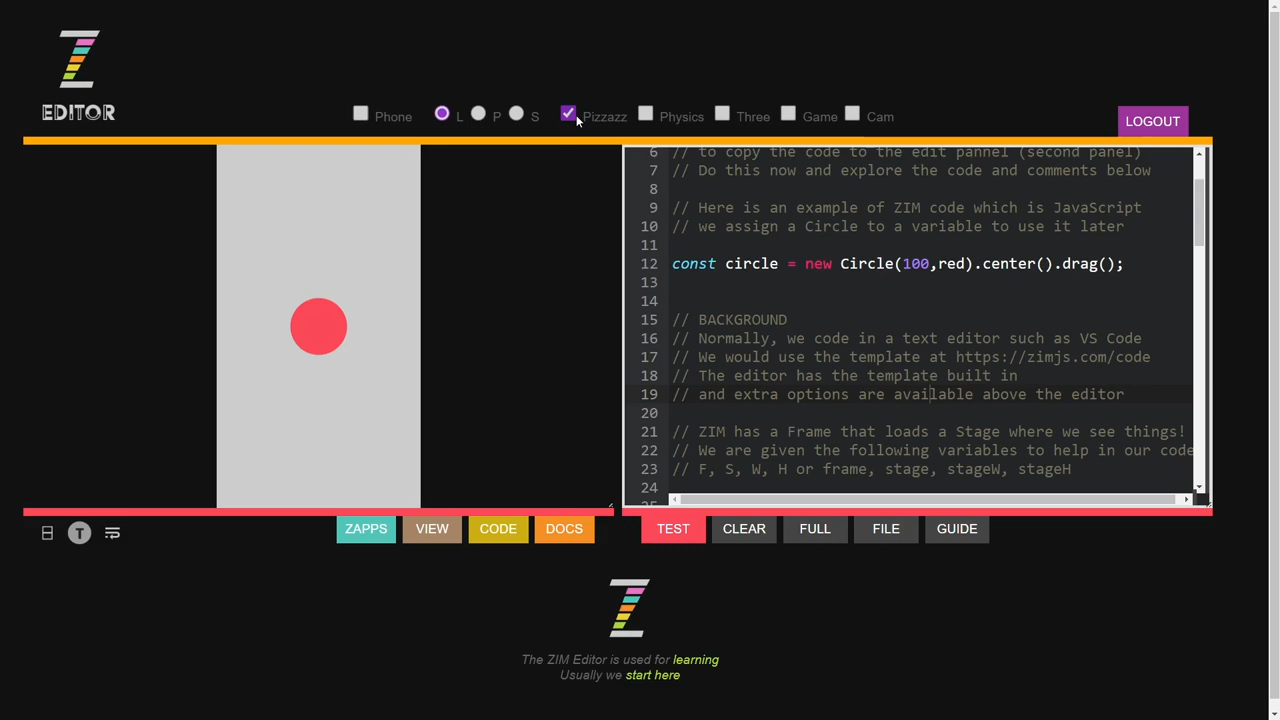 EDITOR
Phone L P S Pizzazz Physics Three Game Cam
LOGOUT
6 // to copy the code to the edit pannel (second panel)
7 // Do this now and explore the code and comments below
8
9 // Here is an example of ZIM code which is JavaScript
10 // we assign a Circle to a variable to use it later
11
12 const circle = new Circle(100,red).center().drag();
13
14
15 // BACKGROUND
16 // Normally, we code in a text editor such as VS Code
17 // We would use the template at https://zimjs.com/code
18 // The editor has the template built in
19 // and extra options are available above the editor
20
21 // ZIM has a Frame that loads a Stage where we see things!
22 // We are given the following variables to help in our code
23 // F, S, W, H or frame, stage, stageW, stageH
24
T
ZAPPS VIEW CODE DOCS
TEST CLEAR FULL FILE GUIDE
The ZIM Editor is used for learning
Usually we start here